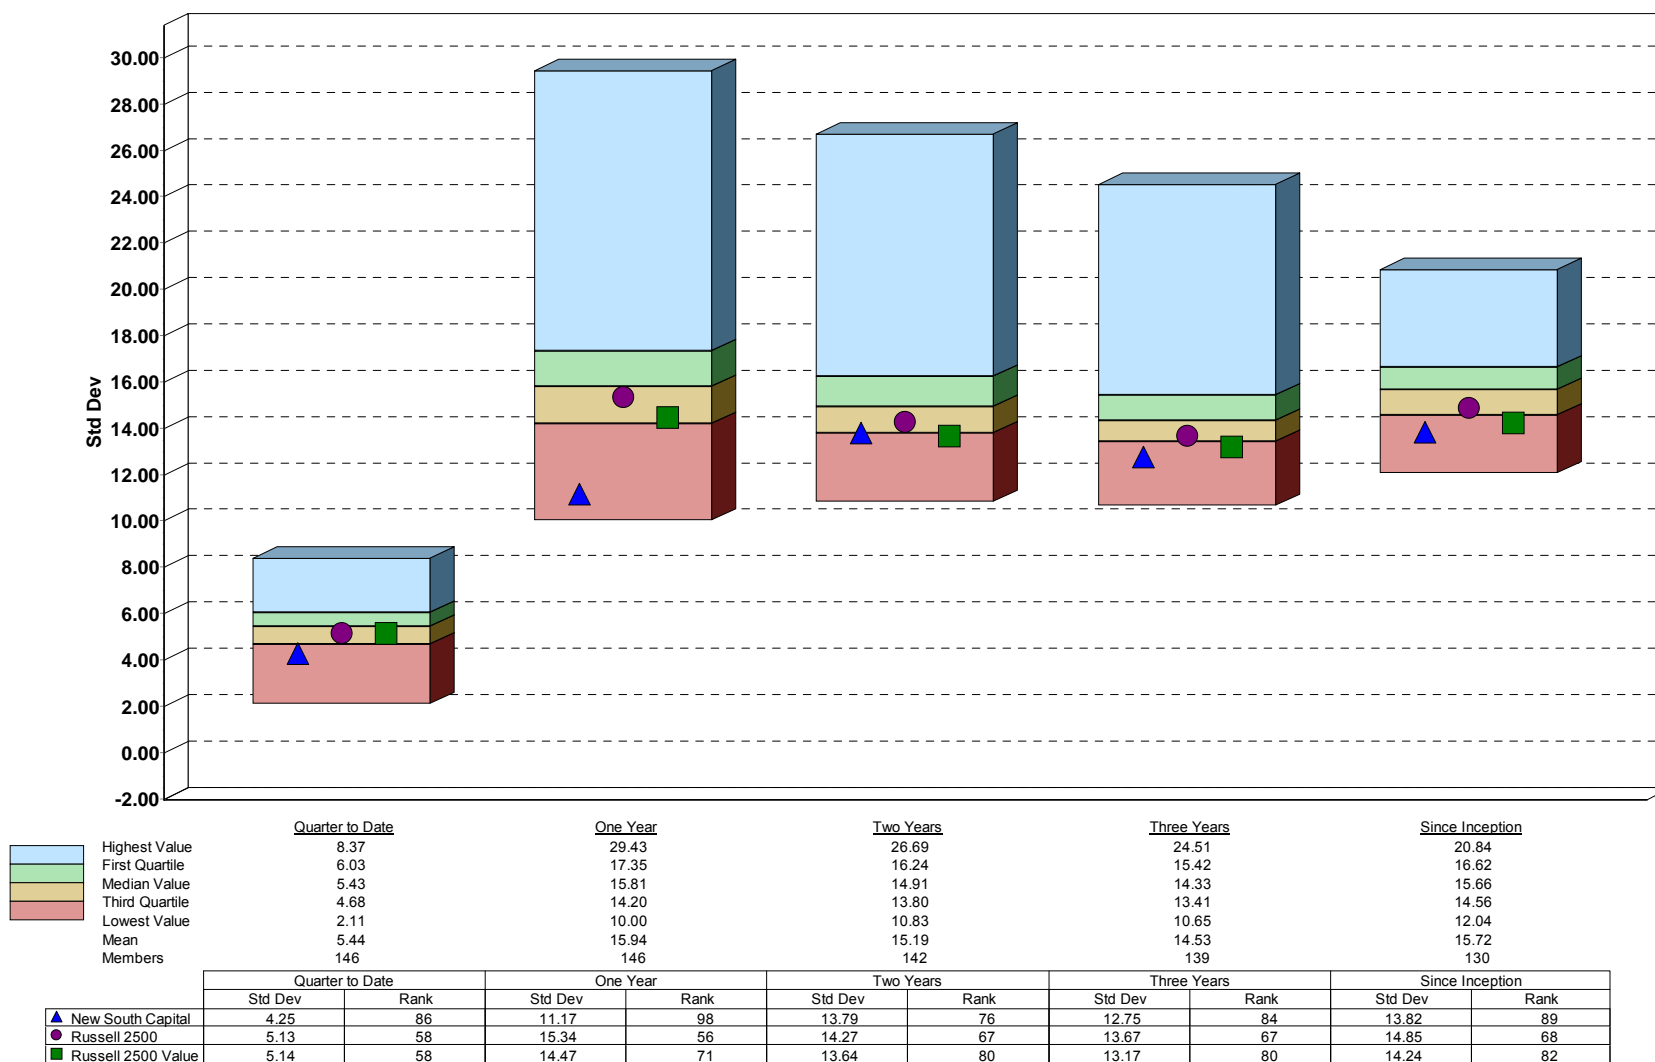 30.00
28.00
26.00
24.00
22.00
20.00
18.00
16.00
14.00
12.00
10.00
8.00
6.00
4.00
2.00
0.00
-2.00
Std Dev
Quarter to Date One Year Two Years Three Years Since Inception
Highest Value 8.37 29.43 26.69 24.51 20.84
First Quartile 6.03 17.35 16.24 15.42 16.62
Median Value 5.43 15.81 14.91 14.33 15.66
Third Quartile 4.68 14.20 13.80 13.41 14.56
Lowest Value 2.11 10.00 10.83 10.65 12.04
Mean 5.44 15.94 15.19 14.53 15.72
Members 146 146 142 139 130
Quarter to Date One Year Two Years Three Years Since Inception
Std Dev Rank Std Dev Rank Std Dev Rank Std Dev Rank Std Dev Rank
New South Capital 4.25 86 11.17 98 13.79 76 12.75 84 13.82 89
Russell 2500 5.13 58 15.34 56 14.27 67 13.67 67 14.85 68
Russell 2500 Value 5.14 58 14.47 71 13.64 80 13.17 80 14.24 82